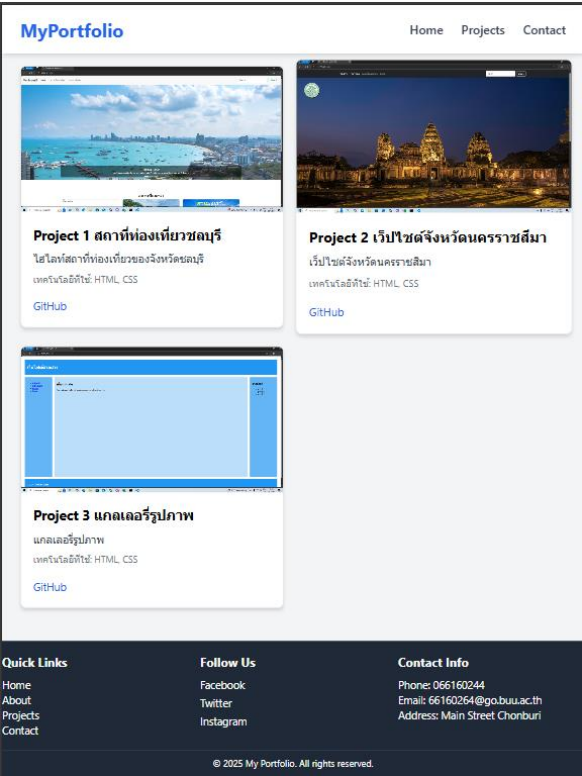 MyPortfolio
Home Projects Contact
Project 1 สถาที่ท่องเที่ยวชลบุรี
ไฮไลท์สถาที่ท่องเที่ยวของจังหวัดชลบุรี
เทคโนโลยีที่ใช้: HTML, CSS
GitHub
Project 2 เว็ปไซต์จังหวัดนครราชสีมา
เว็ปไซต์จังหวัดนครราชสีมา
เทคโนโลยีที่ใช้: HTML, CSS
GitHub
Project 3 แกลเลอรี่รูปภาพ
แกลเลอรี่รูปภาพ
เทคโนโลยีที่ใช้: HTML, CSS
GitHub
Quick Links
Home
About
Projects
Contact
Follow Us
Facebook
Twitter
Instagram
Contact Info
Phone: 066160244
Email: 66160264@go.buu.ac.th
Address: Main Street Chonburi
© 2025 My Portfolio. All rights reserved.